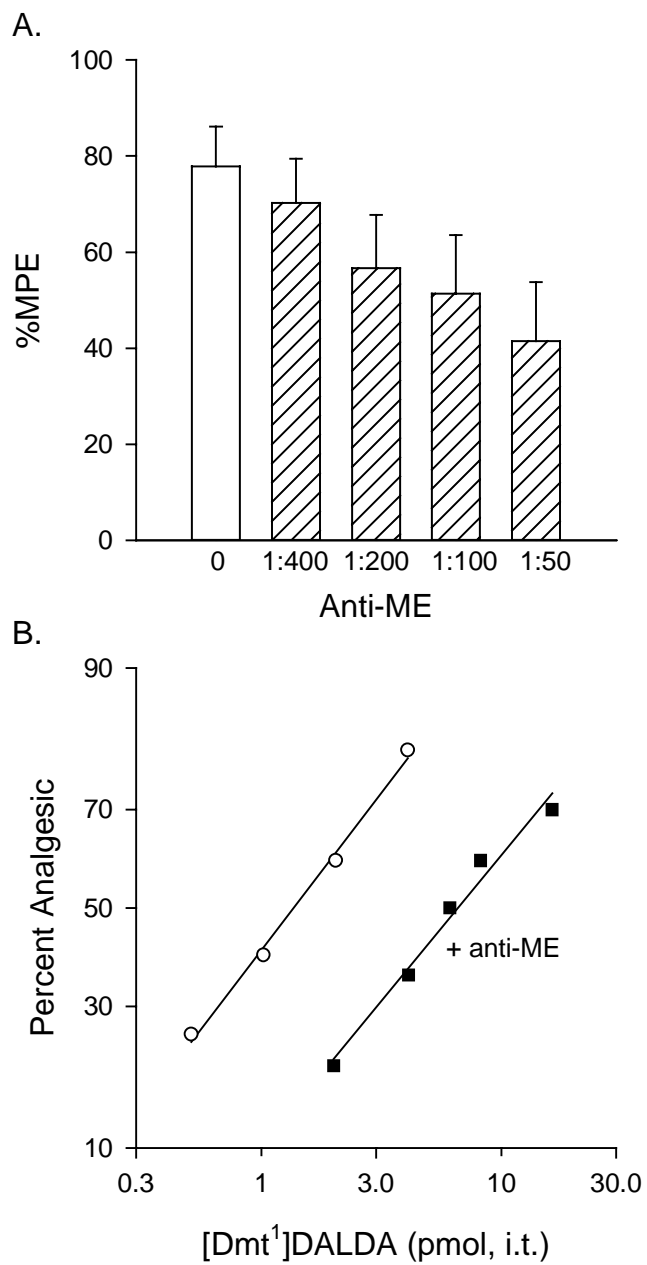 A.
100
80
60
40
20
0
%MPE
0 1:400 1:200 1:100 1:50
Anti-ME
B.
90
70
50
30
10
Percent Analgesic
+ anti-ME
0.3 1 3.0 10 30.0
[Dmt¹]DALDA (pmol, i.t.)